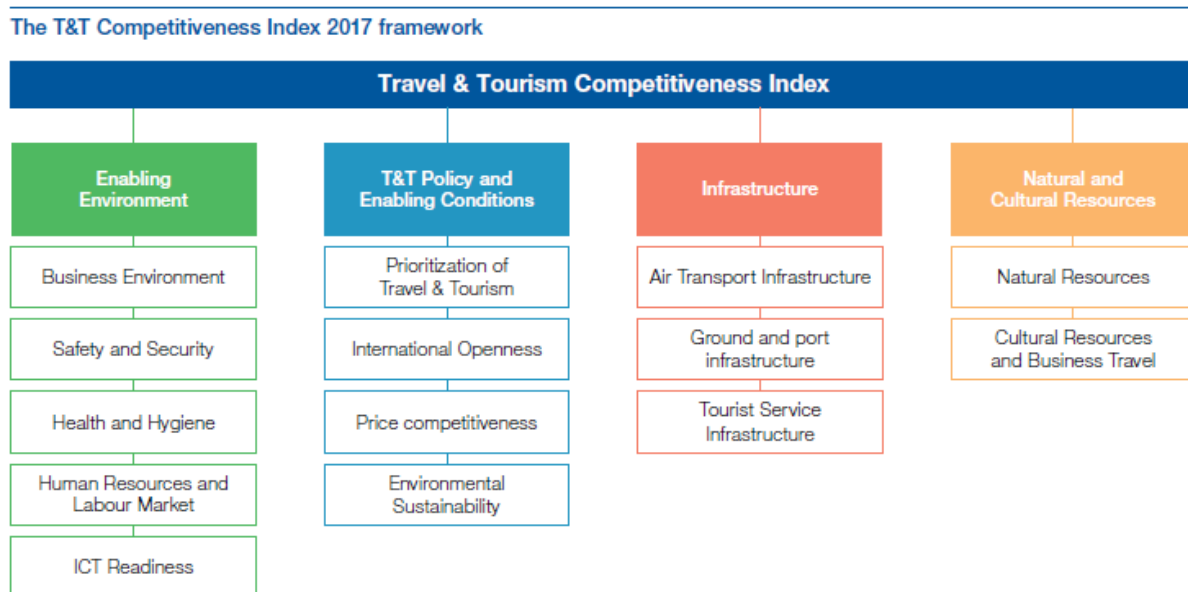 The T&T Competitiveness Index 2017 framework
Travel & Tourism Competitiveness Index
Enabling
Environment
Business Environment
Safety and Security
Health and Hygiene
Human Resources and
Labour Market
ICT Readiness
T&T Policy and
Enabling Conditions
Prioritization of
Travel & Tourism
International Openness
Price competitiveness
Environmental
Sustainability
Infrastructure
Air Transport Infrastructure
Ground and port
infrastructure
Tourist Service
Infrastructure
Natural and
Cultural Resources
Natural Resources
Cultural Resources
and Business Travel